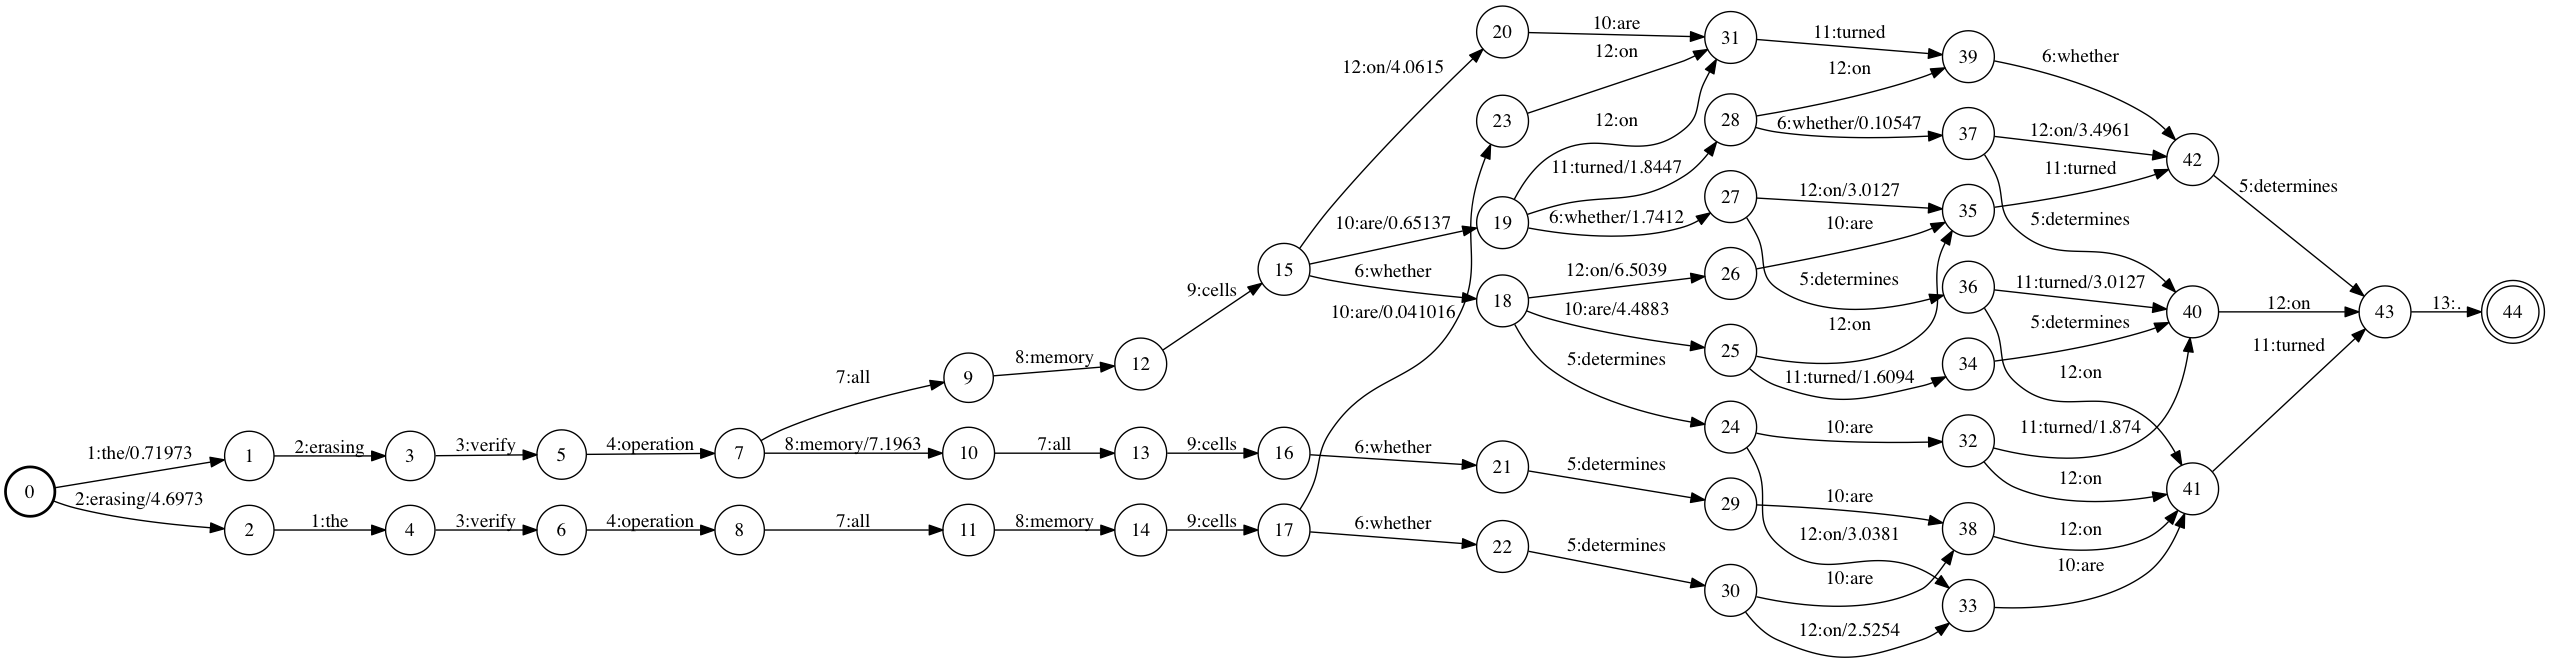 0
1:the/0.71973
2:erasing/4.6973
1
2
2:erasing
1:the
3
4
3:verify
3:verify
5
6
4:operation
4:operation
7
8
7:all
8:memory/7.1963
7:all
9
10
11
8:memory
7:all
8:memory
12
13
14
9:cells
9:cells
9:cells
15
16
17
12:on/4.0615
10:are/0.65137
6:whether
10:are/0.041016
6:whether
6:whether
20
23
19
18
21
22
10:are
12:on
12:on
11:turned/1.8447
6:whether/1.7412
12:on/6.5039
10:are/4.4883
5:determines
5:determines
5:determines
31
28
27
26
25
24
29
30
11:turned
12:on
6:whether/0.10547
12:on/3.0127
10:are
5:determines
12:on
11:turned/1.6094
10:are
10:are
12:on/3.0381
10:are
12:on/2.5254
39
37
35
36
34
32
38
33
6:whether
12:on/3.4961
11:turned
5:determines
11:turned/3.0127
5:determines
12:on
11:turned/1.874
12:on
12:on
10:are
42
40
41
5:determines
12:on
11:turned
43
13:.
44